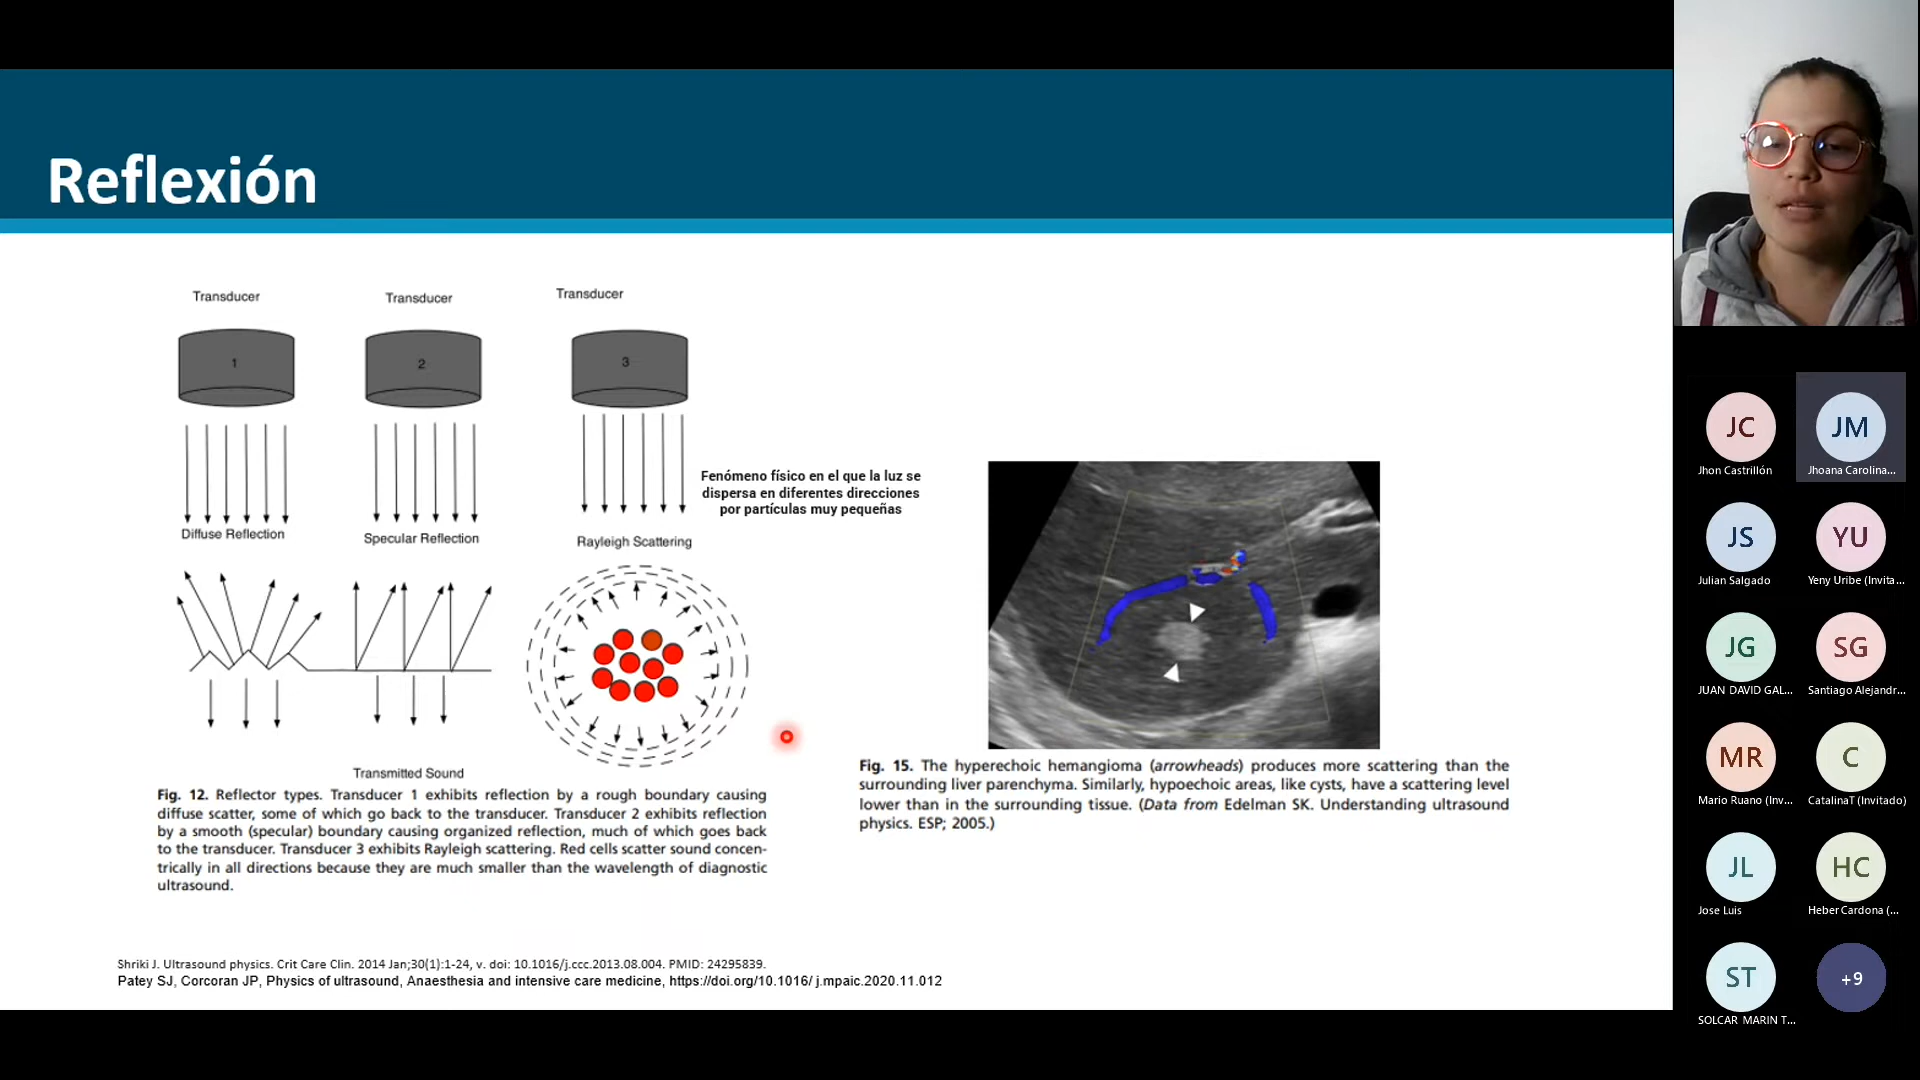 Reflexión
Transducer
Transducer
Transducer
1
2
3
Fenómeno físico en el que la luz se
dispersa en diferentes direcciones
por partículas muy pequeñas
Diffuse Reflection
Specular Reflection
Rayleigh Scattering
Transmitted Sound
Fig. 12. Reflector types. Transducer 1 exhibits reflection by a rough boundary causing
diffuse scatter, some of which go back to the transducer. Transducer 2 exhibits reflection
by a smooth (specular) boundary causing organized reflection, much of which goes back
to the transducer. Transducer 3 exhibits Rayleigh scattering. Red cells scatter sound concen-
trically in all directions because they are much smaller than the wavelength of diagnostic
ultrasound.
Fig. 15. The hyperechoic hemangioma (arrowheads) produces more scattering than the
surrounding liver parenchyma. Similarly, hypoechoic areas, like cysts, have a scattering level
lower than in the surrounding tissue. (Data from Edelman SK. Understanding ultrasound
physics. ESP; 2005.)
Shriki J. Ultrasound physics. Crit Care Clin. 2014 Jan;30(1):1-24, v. doi: 10.1016/j.ccc.2013.08.004. PMID: 24295839.
Patey SJ, Corcoran JP, Physics of ultrasound, Anaesthesia and intensive care medicine, https://doi.org/10.1016/ j.mpaic.2020.11.012
JC
JM
Jhon Castrillón
Jhoana Carolina...
JS
YU
Julian Salgado
Yeny Uribe (Invita...
JG
SG
JUAN DAVID GAL...
Santiago Alejandr...
MR
C
Mario Ruano (Inv...
CatalinaT (Invitado)
JL
HC
Jose Luis
Heber Cardona (...
ST
+9
SOLCAR MARIN T...